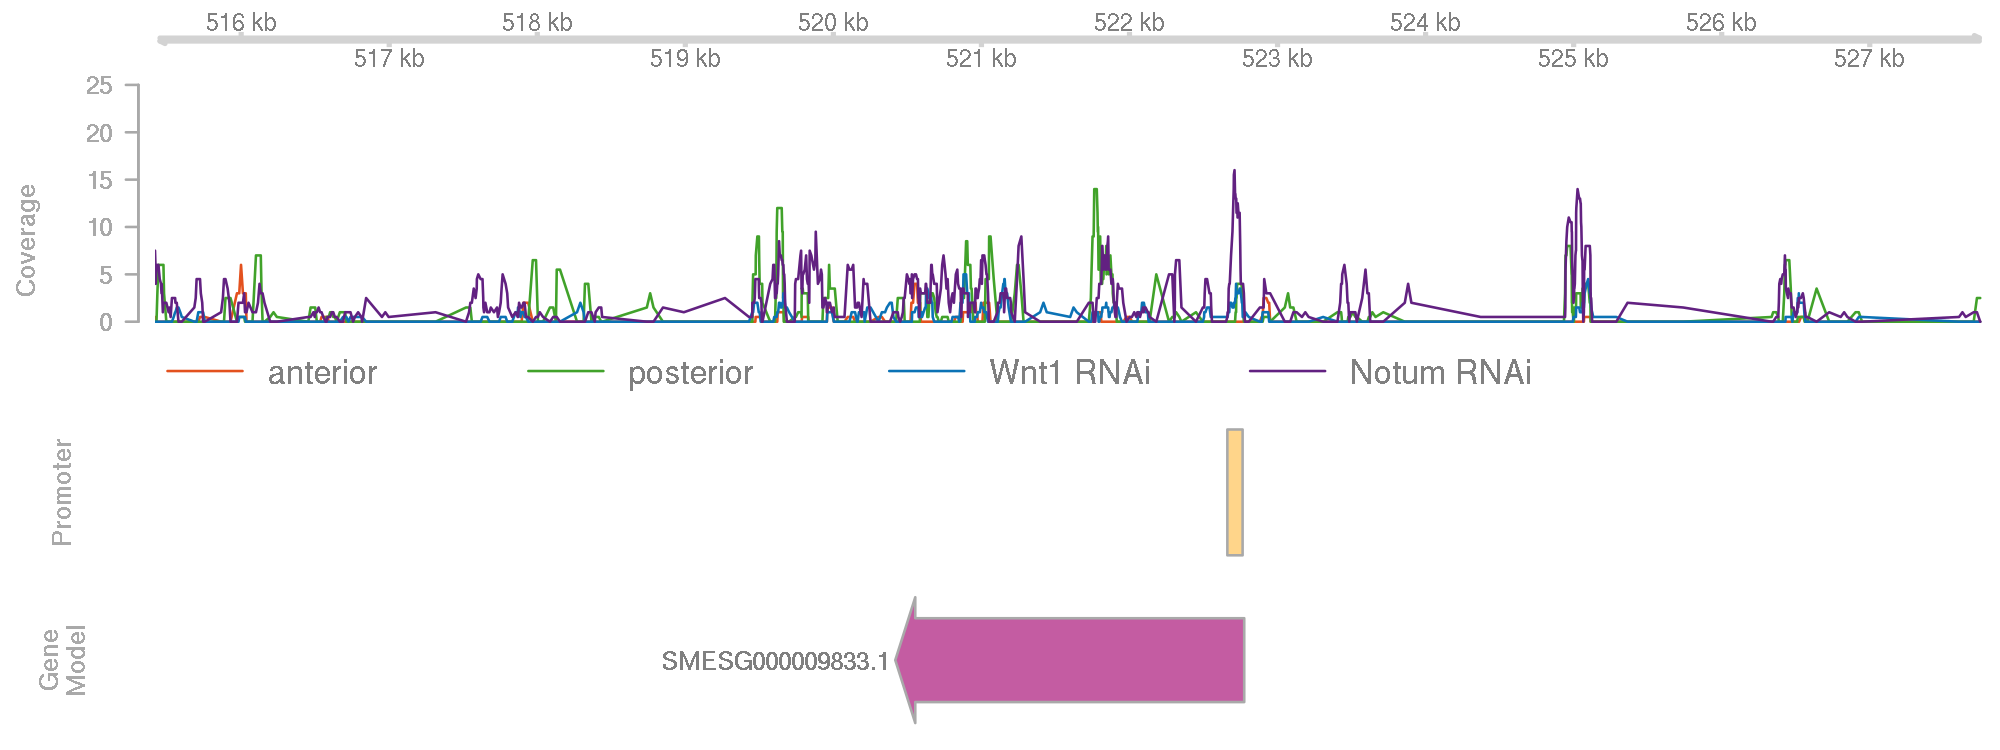 516 kb 518 kb 520 kb 522 kb 524 kb 526 kb
517 kb 519 kb 521 kb 523 kb 525 kb 527 kb
Coverage
25
20
15
10
5
0
anterior posterior Wnt1 RNAi Notum RNAi
Promoter
Gene
Model
SMESG000009833.1